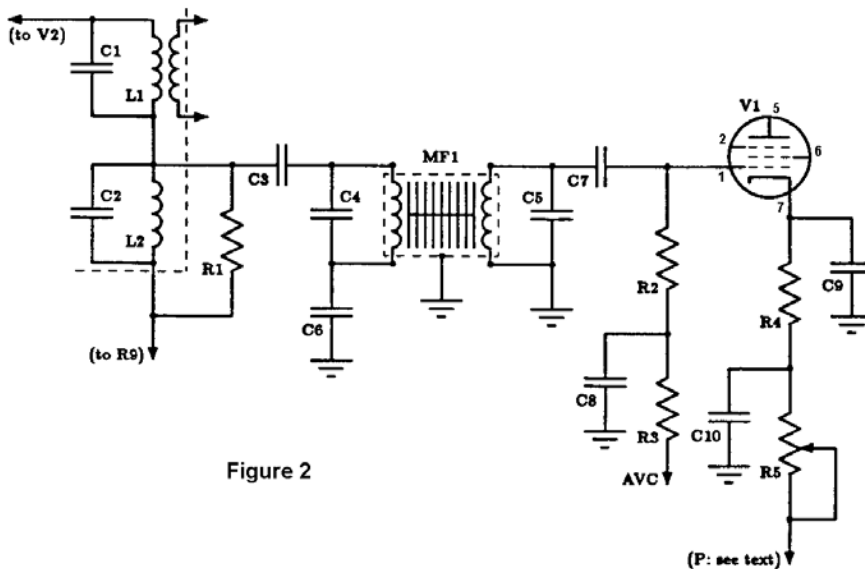 (to V2)
C1
L1
V1
5
2
6
1
7
C3
MF1
C7
C2
L2
R1
C4
C5
R2
C9
R4
C6
(to R9)
C8
R3
C10
R5
Figure 2
AVC
(P: see text)